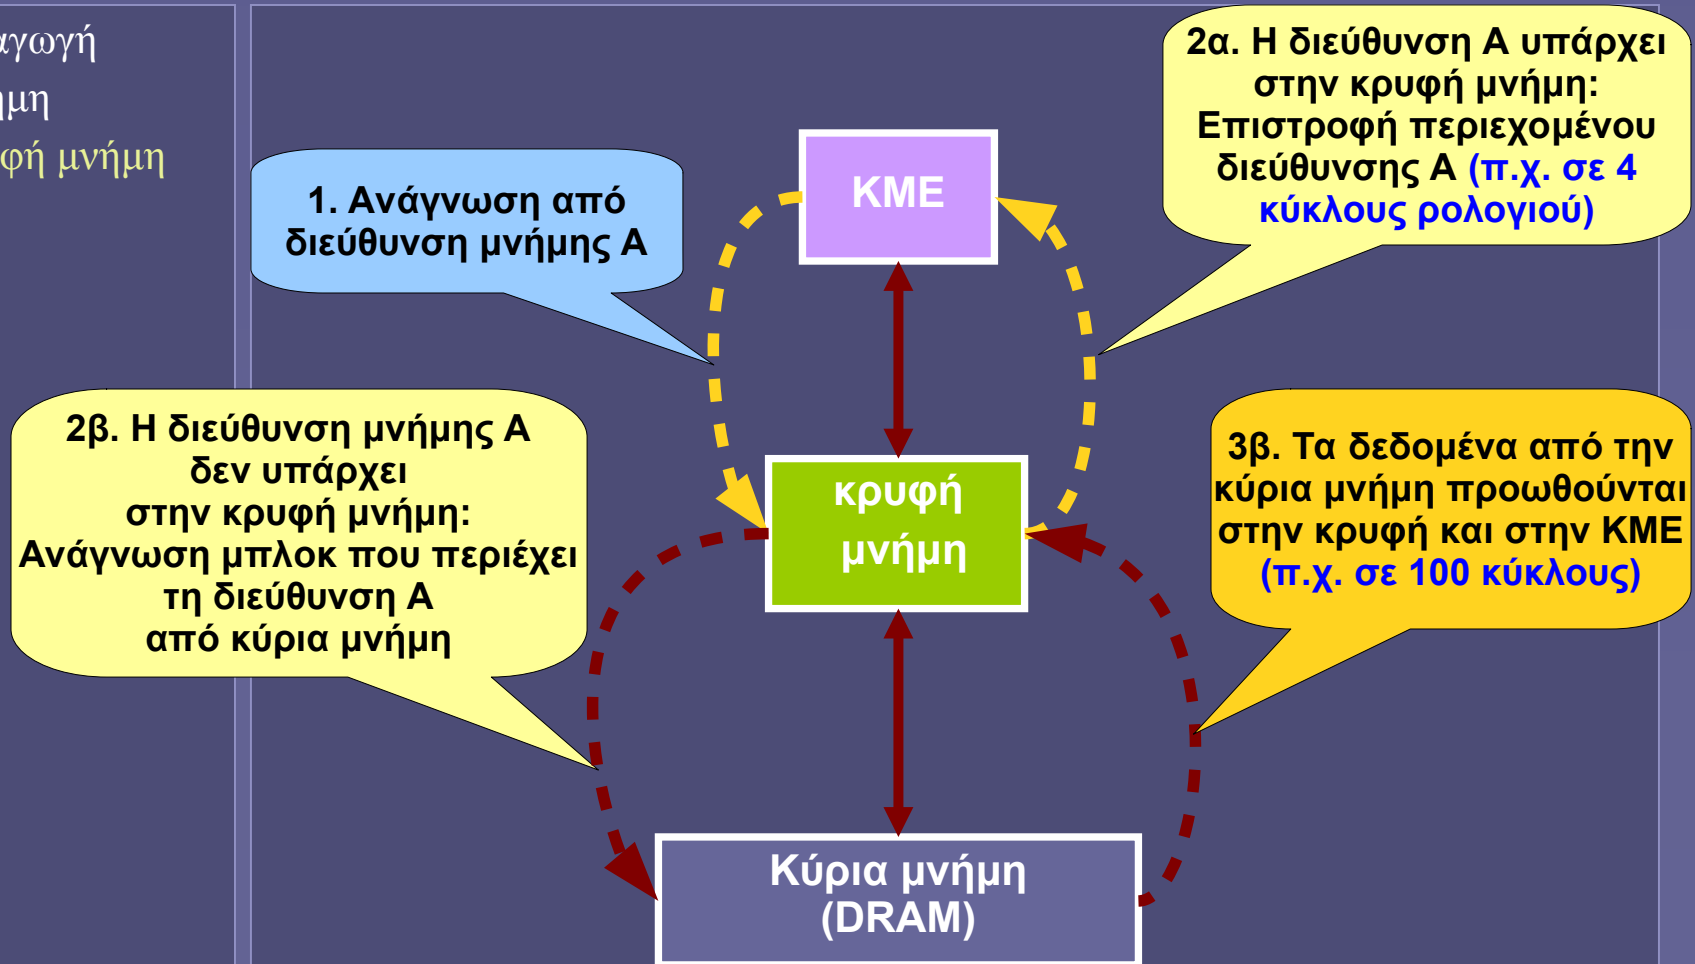 αγωγή
ημη
φή μνήμη
1. Ανάγνωση από
διεύθυνση μνήμης Α
ΚΜΕ
2α. Η διεύθυνση Α υπάρχει
στην κρυφή μνήμη:
Επιστροφή περιεχομένου
διεύθυνσης Α (π.χ. σε 4
κύκλους ρολογιού)
2β. Η διεύθυνση μνήμης Α
δεν υπάρχει
στην κρυφή μνήμη:
Ανάγνωση μπλοκ που περιέχει
τη διεύθυνση Α
από κύρια μνήμη
κρυφή
μνήμη
3β. Τα δεδομένα από την
κύρια μνήμη προωθούνται
στην κρυφή και στην ΚΜΕ
(π.χ. σε 100 κύκλους)
Κύρια μνήμη
(DRAM)